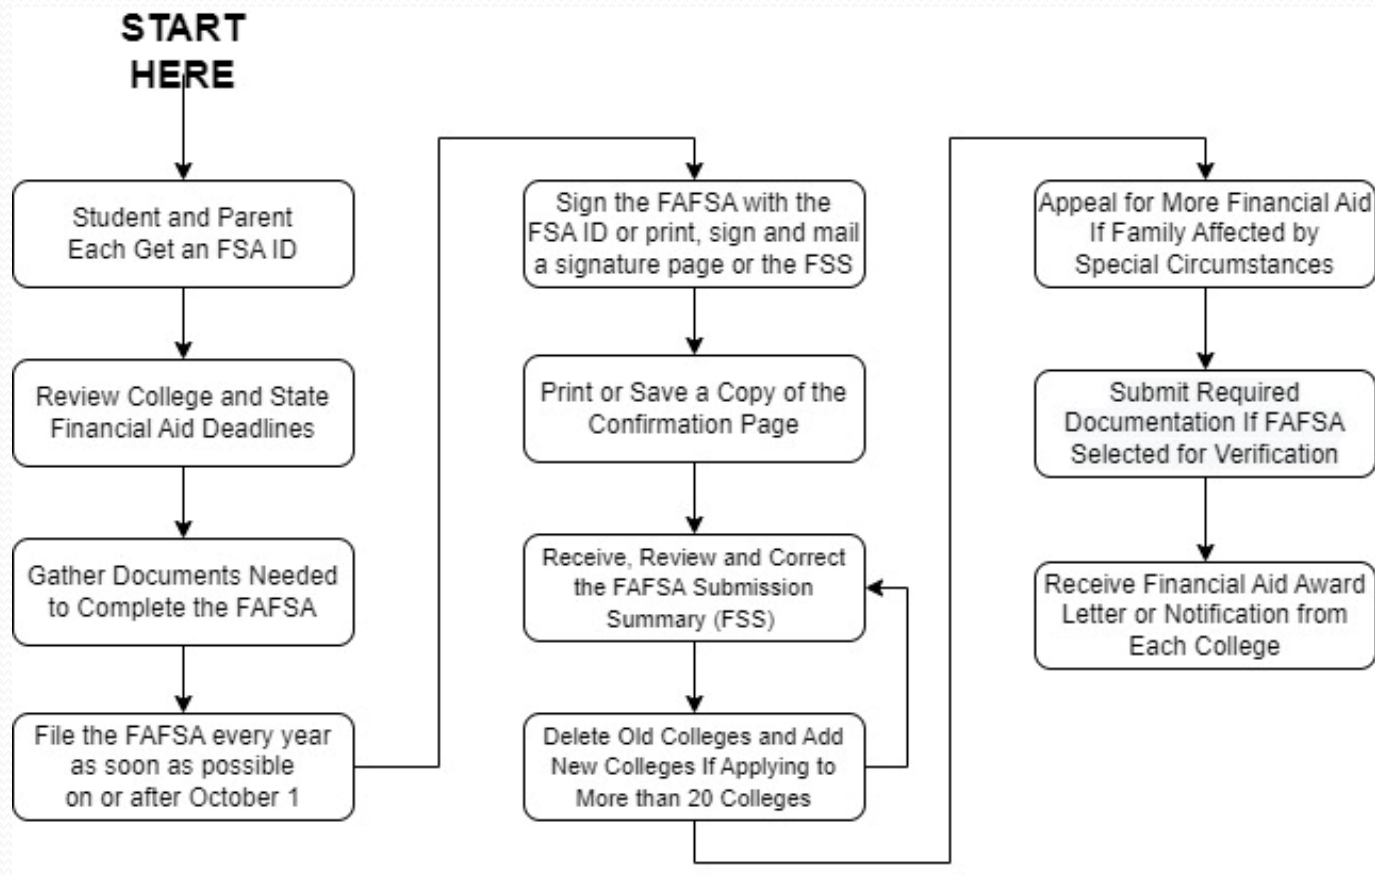 START
HERE
Student and Parent
Each Get an FSA ID
Review College and State
Financial Aid Deadlines
Gather Documents Needed
to Complete the FAFSA
File the FAFSA every year
as soon as possible
on or after October 1
Sign the FAFSA with the
FSA ID or print, sign and mail
a signature page or the FSS
Print or Save a Copy of the
Confirmation Page
Receive, Review and Correct
the FAFSA Submission
Summary (FSS)
Delete Old Colleges and Add
New Colleges If Applying to
More than 20 Colleges
Appeal for More Financial Aid
If Family Affected by
Special Circumstances
Submit Required
Documentation If FAFSA
Selected for Verification
Receive Financial Aid Award
Letter or Notification from
Each College